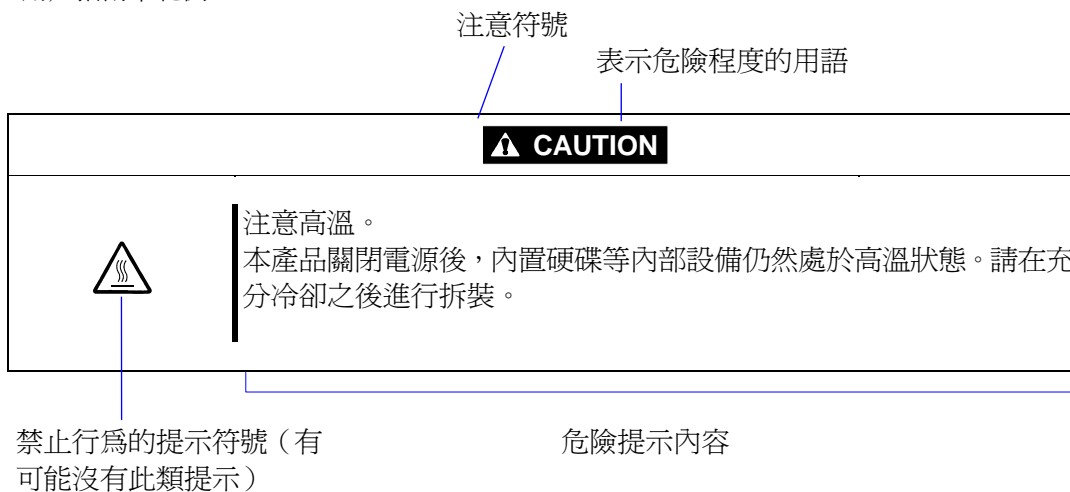 注意符號
表示危險程度的用語
CAUTION
注意高溫。
本產品關閉電源後，內置硬碟等內部設備仍然處於高溫狀態。請在充
分冷卻之後進行拆裝。
禁止行爲的提示符號（有
可能沒有此類提示）
危險提示內容